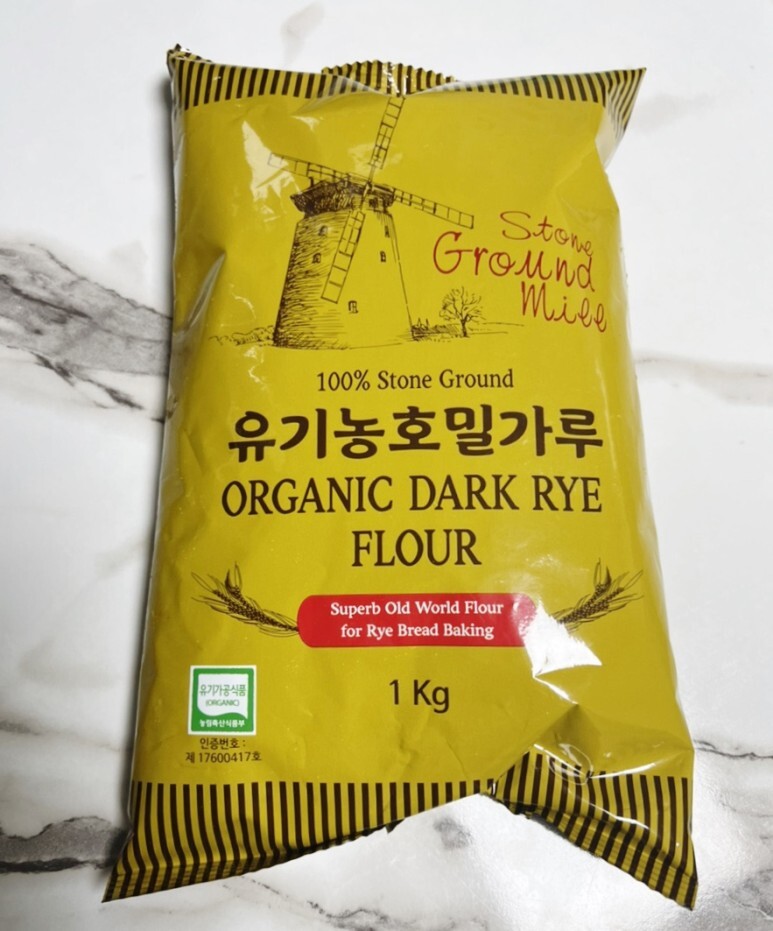 Stone
Ground
Mill
100% Stone Ground
유기농호밀가루
ORGANIC DARK RYE
FLOUR
Superb Old World Flour
for Rye Bread Baking
1 Kg
유기가공식품
(ORGANIC)
농림축산식품부
인증번호 :
제 17600417호